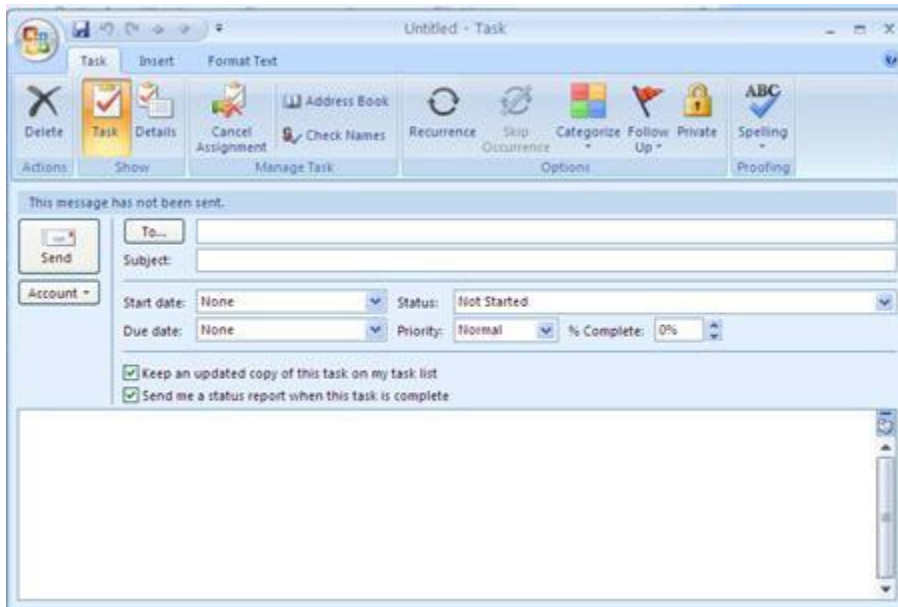 Untitled - Task
Task Insert Format Text
Delete Task Details Cancel Assignment Address Book Check Names Recurrence Skip Occurrence Categorize Follow Up Private ABC Spelling
Actions Show Manage Task Options Proofing
This message has not been sent.
Send To...
Subject:
Account
Start date: None Status: Not Started
Due date: None Priority: Normal % Complete: 0%
Keep an updated copy of this task on my task list
Send me a status report when this task is complete